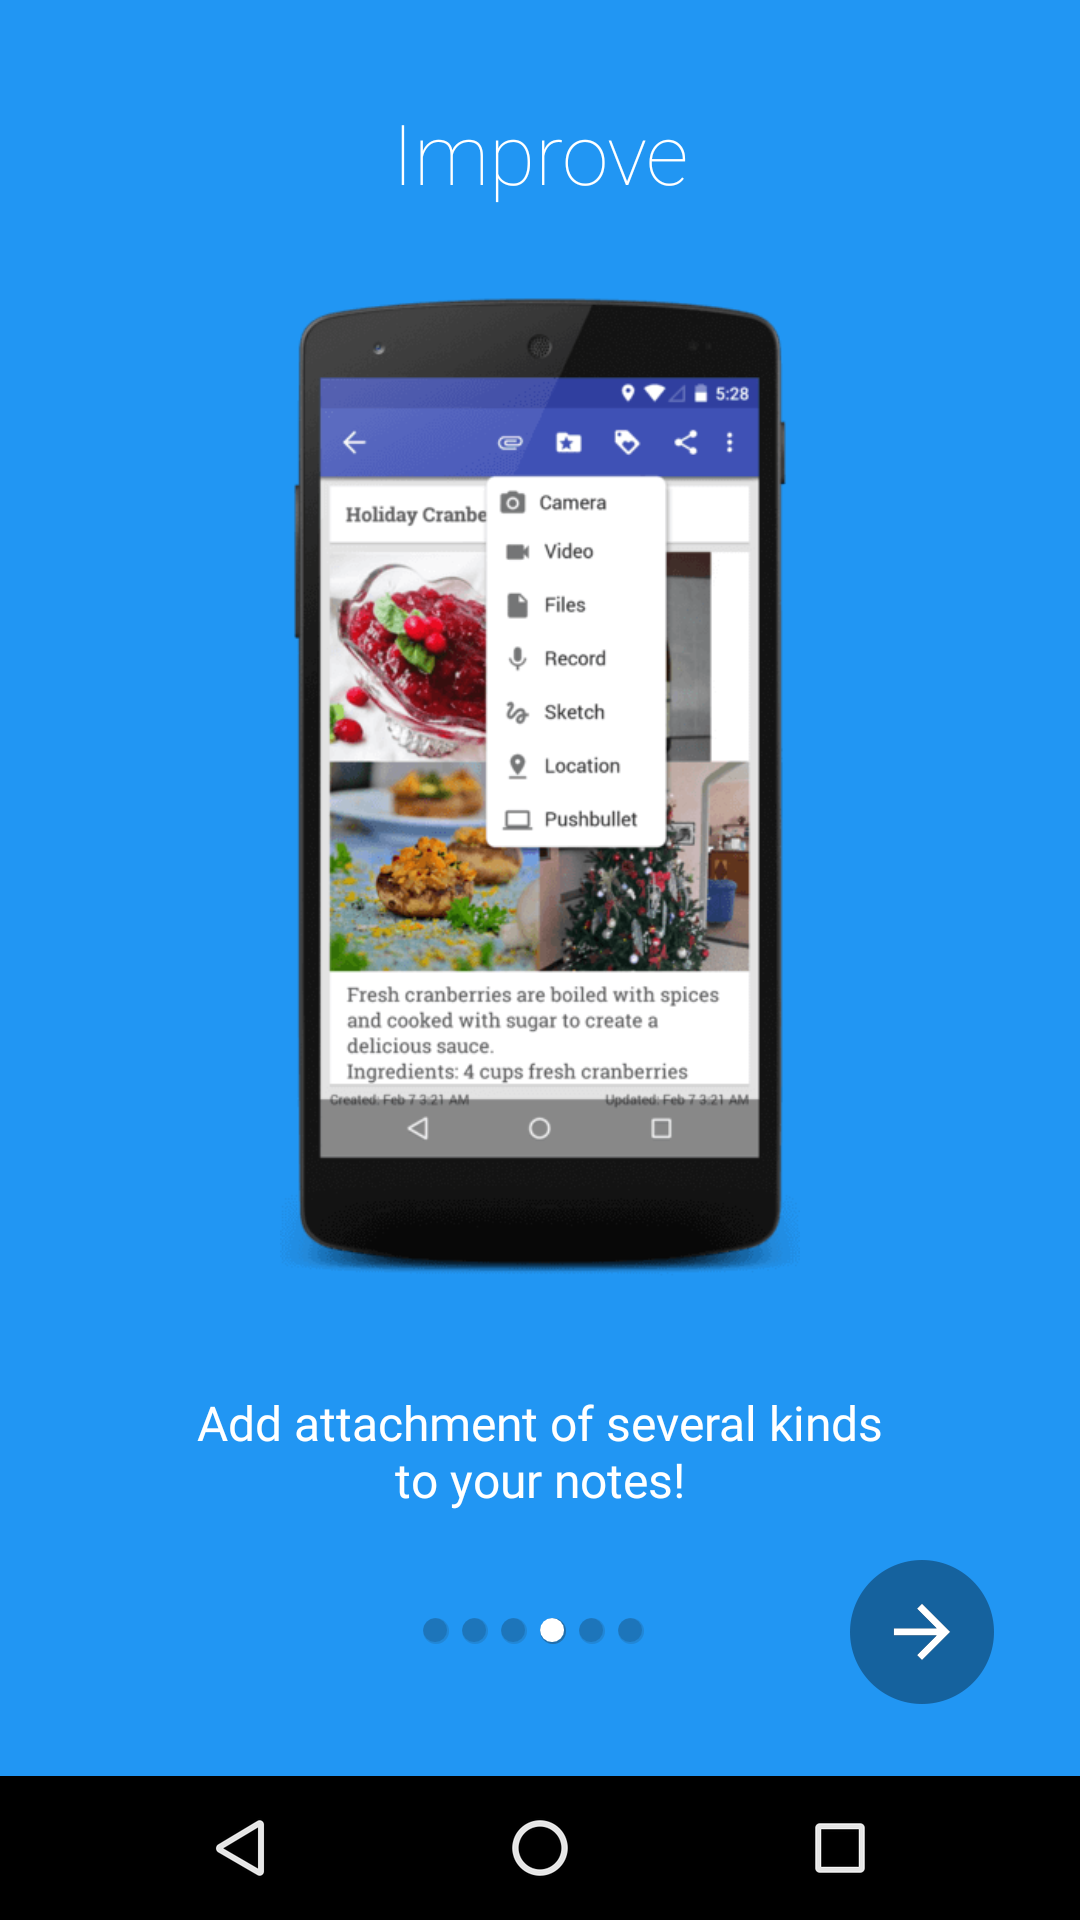 Improve
5:28
Holiday Cranbe
Camera
Video
Files
Record
Sketch
Location
Pushbullet
Fresh cranberries are boiled with spices
and cooked with sugar to create a
delicious sauce.
Ingredients: 4 cups fresh cranberries
Created: Feb 7 3:21 AM Updated: Feb 7 3:21 AM
Add attachment of several kinds
to your notes!